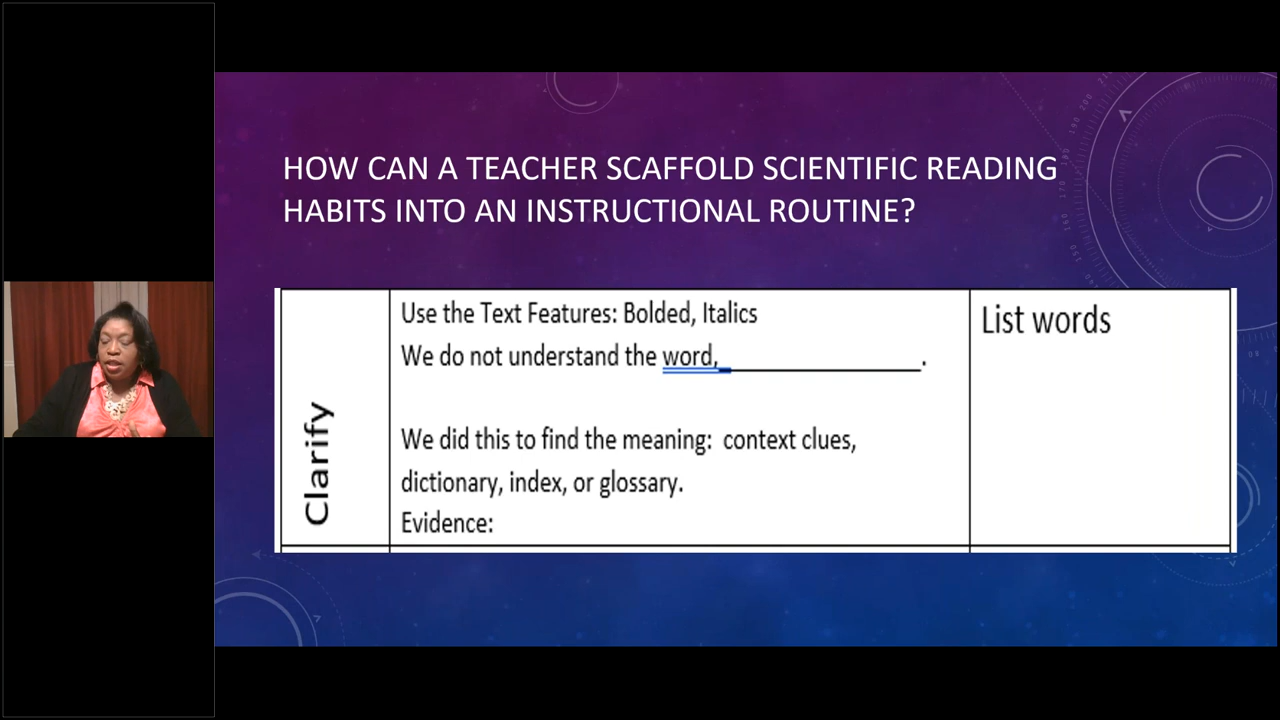 HOW CAN A TEACHER SCAFFOLD SCIENTIFIC READING
HABITS INTO AN INSTRUCTIONAL ROUTINE?
Clarify
Use the Text Features: Bolded, Italics
We do not understand the word,____________________.
We did this to find the meaning: context clues,
dictionary, index, or glossary.
Evidence:
List words